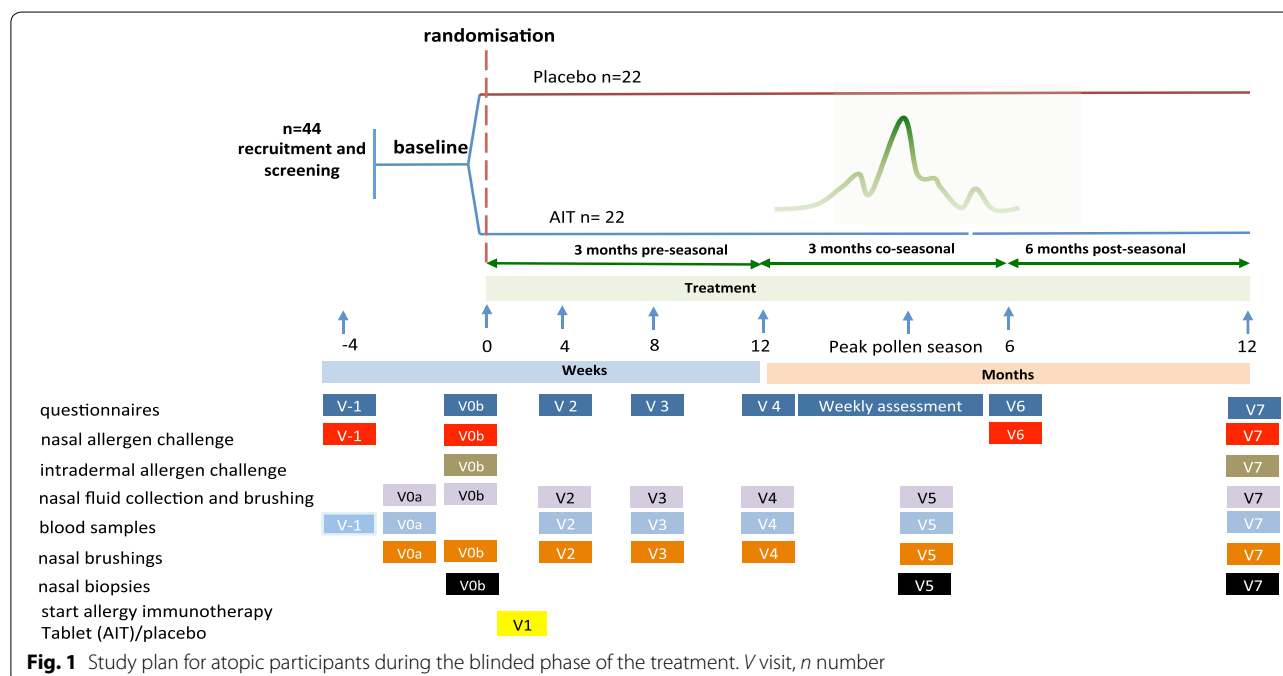 randomisation
Placebo n=22
n=44
recruitment and
screening
baseline
AIT n= 22
3 months pre-seasonal
3 months co-seasonal
6 months post-seasonal
Treatment
-4 0 4 8 12 Peak pollen season 6 12
Weeks Months
questionnaires V-1 V0b V 2 V 3 V 4 Weekly assessment V6 V7
nasal allergen challenge V-1 V0b V6 V7
intradermal allergen challenge V0b V7
nasal fluid collection and brushing V0a V0b V2 V3 V4 V5 V7
blood samples V-1 V0a V2 V3 V4 V5 V7
nasal brushings V0a V0b V2 V3 V4 V5 V7
nasal biopsies V0b V5 V7
start allergy immunotherapy
Tablet (AIT)/placebo V1
Fig. 1 Study plan for atopic participants during the blinded phase of the treatment. V visit, n number